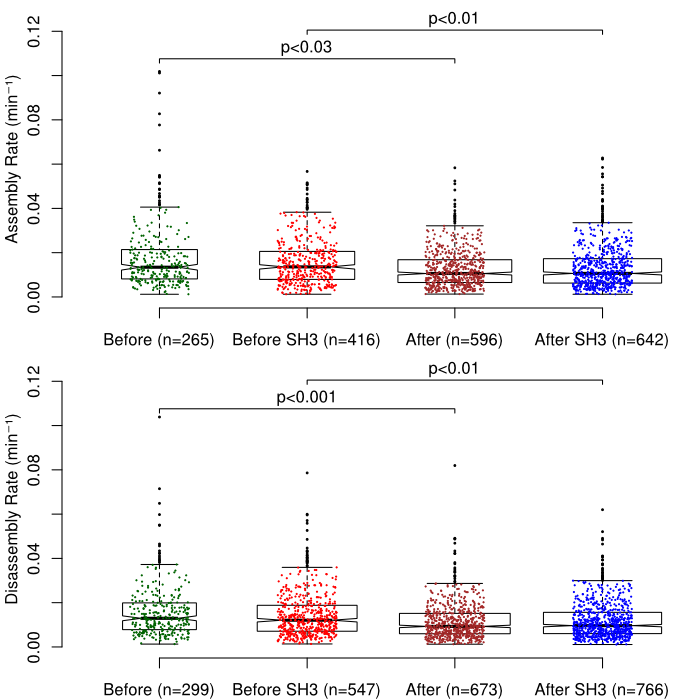 p<0.01
p<0.03
Assembly Rate (min⁻¹)
0.12
0.08
0.04
0.00
Before (n=265) Before SH3 (n=416) After (n=596) After SH3 (n=642)
p<0.01
p<0.001
Disassembly Rate (min⁻¹)
0.12
0.08
0.04
0.00
Before (n=299) Before SH3 (n=547) After (n=673) After SH3 (n=766)